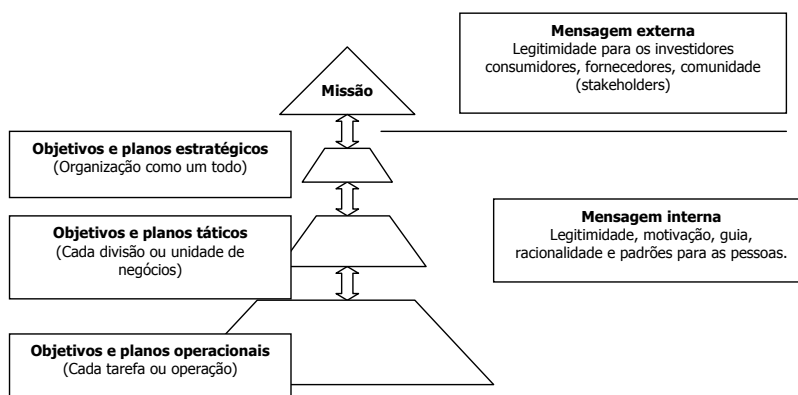 Mensagem externa
Legitimidade para os investidores
consumidores, fornecedores, comunidade
(stakeholders)
Missão
Objetivos e planos estratégicos
(Organização como um todo)
Objetivos e planos táticos
(Cada divisão ou unidade de
negócios)
Mensagem interna
Legitimidade, motivação, guia,
racionalidade e padrões para as pessoas.
Objetivos e planos operacionais
(Cada tarefa ou operação)